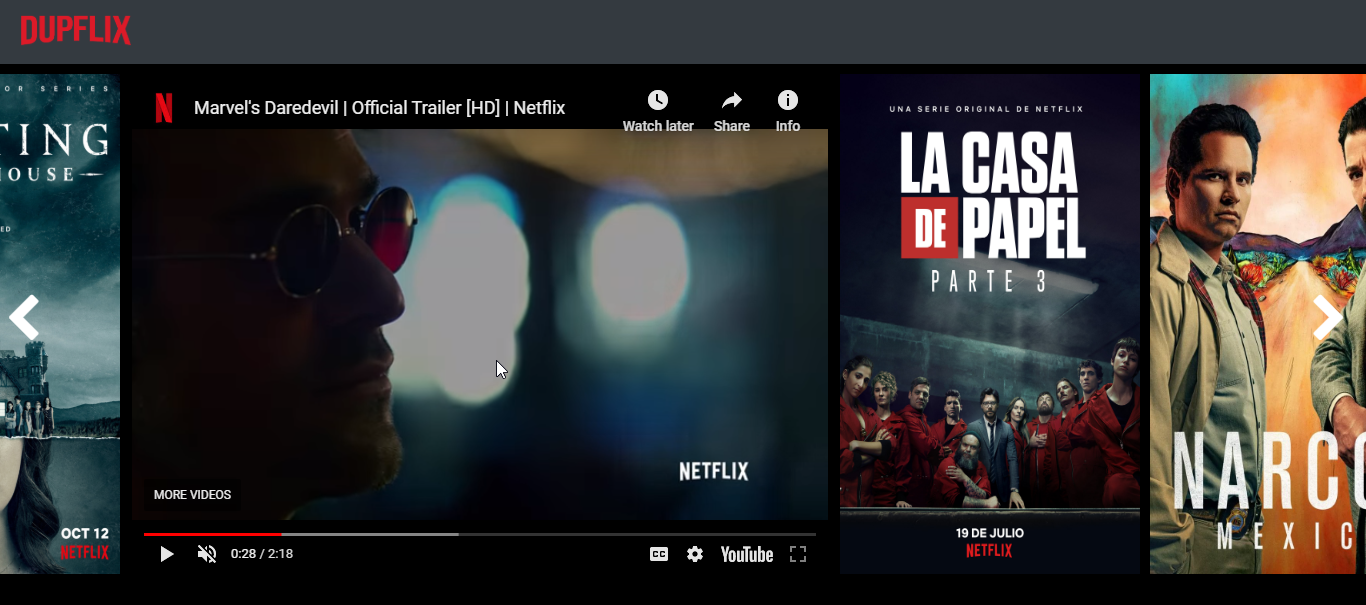 DUPFLIX
OR SERIES
TING
OUSE
ED
OCT 12
NETFLIX
Marvel's Daredevil | Official Trailer [HD] | Netflix
Watch later
Share
Info
NETFLIX
MORE VIDEOS
0:28 / 2:18
CC
YouTube
UNA SERIE ORIGINAL DE NETFLIX
LA CASA
DE PAPEL
PARTE 3
19 DE JULIO
NETFLIX
NARCO
MEXIC